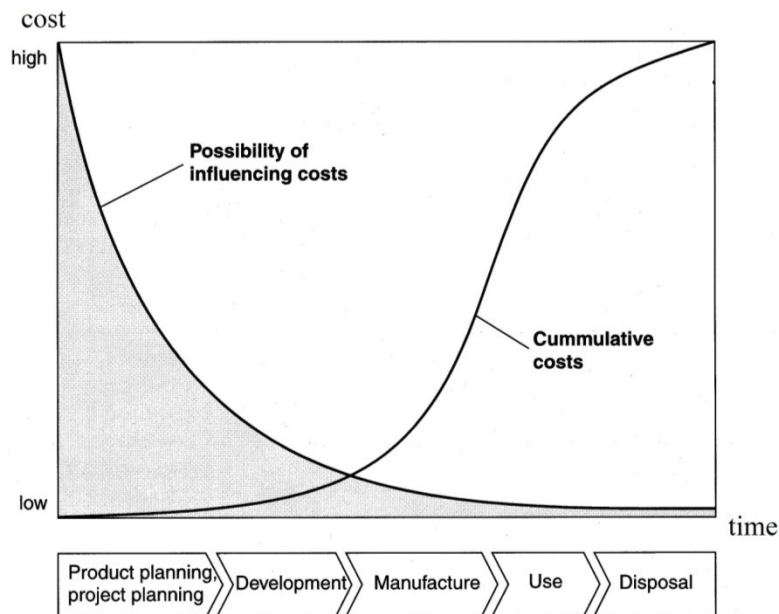 cost
high
Possibility of
influencing costs
Cummulative
costs
low
time
Product planning,
project planning
Development
Manufacture
Use
Disposal